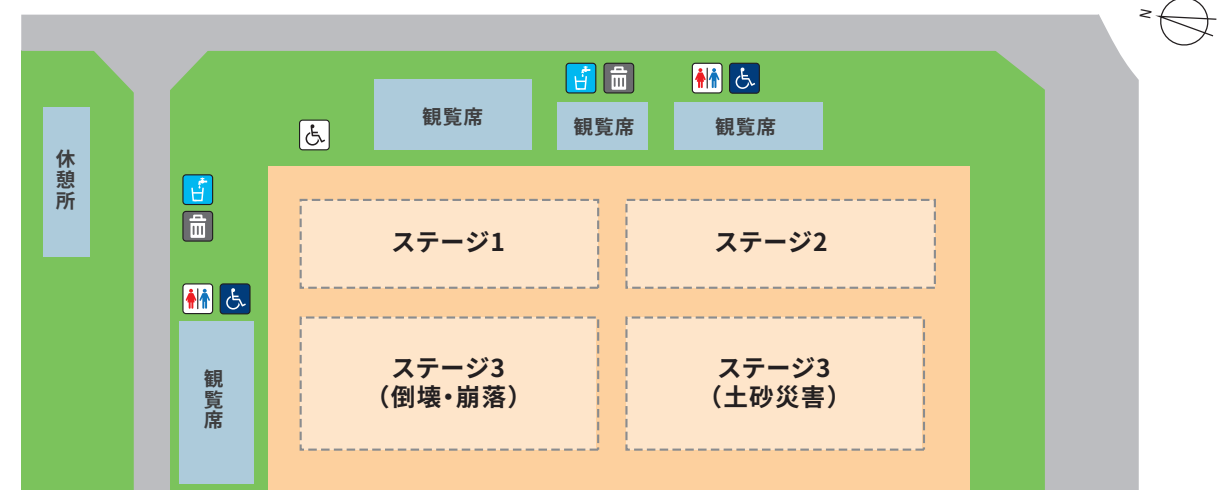 N
観覧席
観覧席
観覧席
休憩所
ステージ1
ステージ2
ステージ3
（倒壊・崩落）
ステージ3
（土砂災害）
観覧席